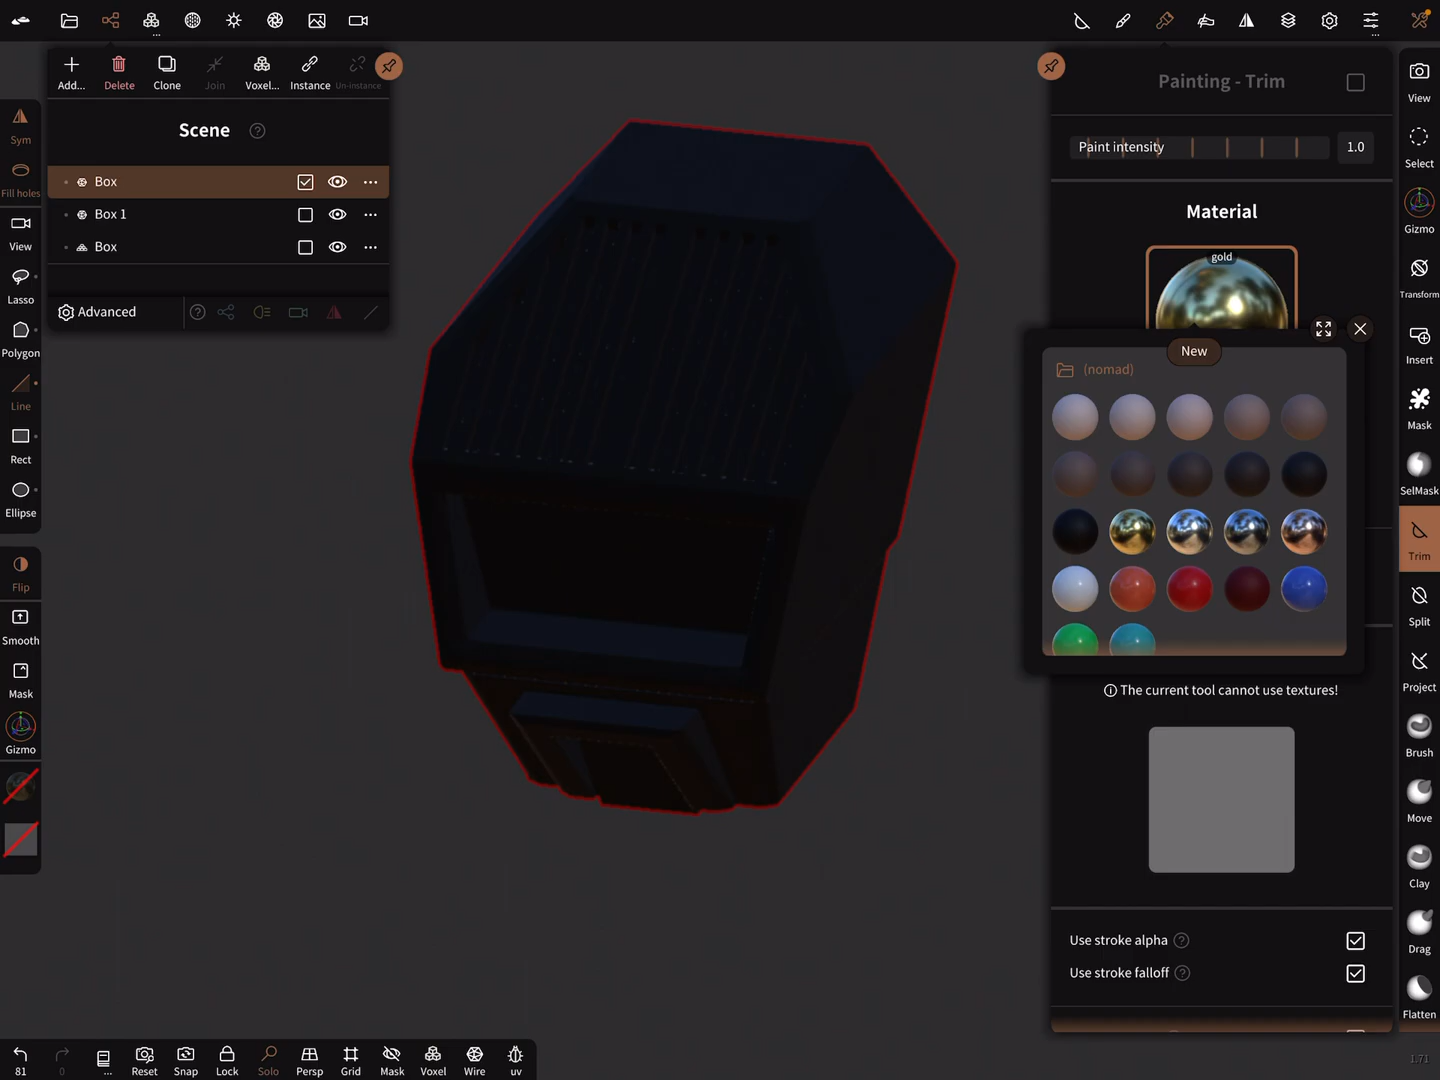 ...
...
Add...
Delete
Clone
Join
Voxel...
Instance
Un-instance
Painting - Trim
Scene
Paint intensity
1.0
Material
Box
Box 1
Box
Advanced
gold
New
(nomad)
The current tool cannot use textures!
Use stroke alpha
Use stroke falloff
Sym
Fill holes
View
Lasso
Polygon
Line
Rect
Ellipse
Flip
Smooth
Mask
Gizmo
View
Select
Gizmo
Transform
Insert
Mask
SelMask
Trim
Split
Project
Brush
Move
Clay
Drag
Flatten
81
0
...
Reset
Snap
Lock
Solo
Persp
Grid
Mask
Voxel
Wire
uv
1.71